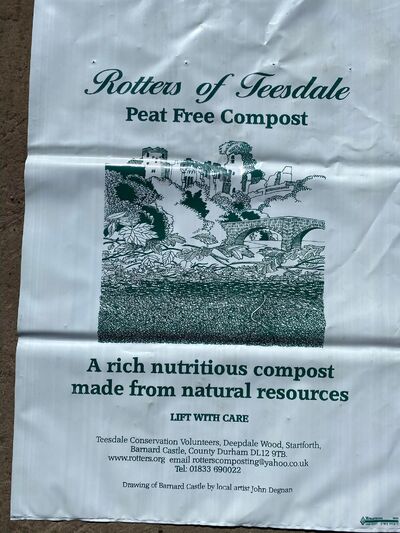 Rotters of Teesdale
Peat Free Compost
A rich nutritious compost
made from natural resources
LIFT WITH CARE
Teesdale Conservation Volunteers, Deepdale Wood, Startforth,
Barnard Castle, County Durham DL12 9TB.
www.rotters.org email rotterscomposting@yahoo.co.uk
Tel: 01833 690022
Drawing of Barnard Castle by local artist John Degnan